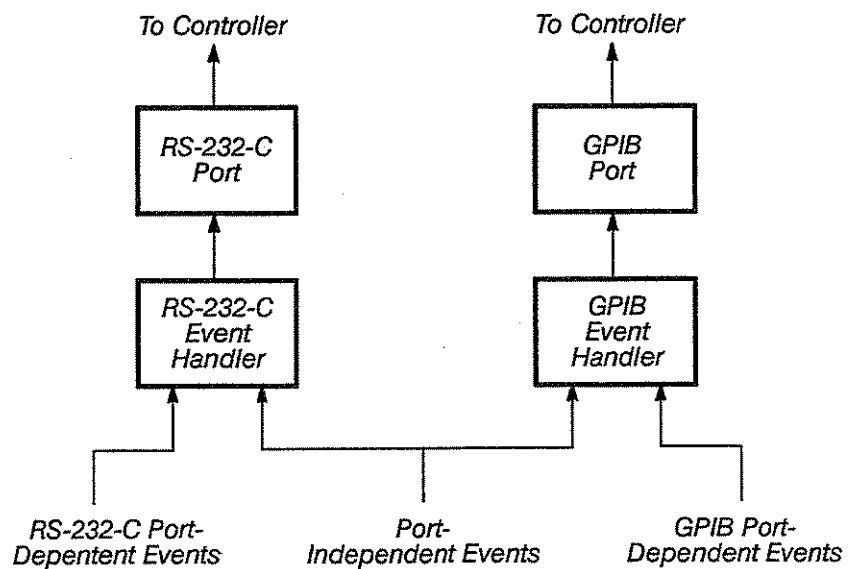 To Controller
To Controller
RS-232-C
Port
GPIB
Port
RS-232-C
Event
Handler
GPIB
Event
Handler
RS-232-C Port-
Depentent Events
Port-
Independent Events
GPIB Port-
Dependent Events